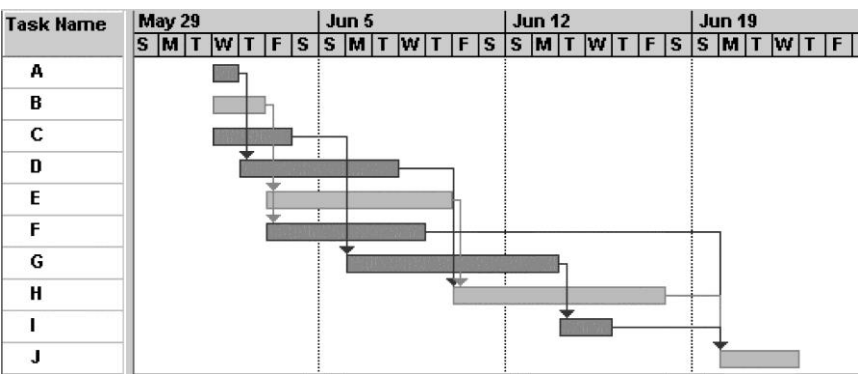 Task Name May 29 Jun 5 Jun 12 Jun 19
S M T W T F S S M T W T F S S M T W T F S S M T W T F
A
B
C
D
E
F
G
H
I
J